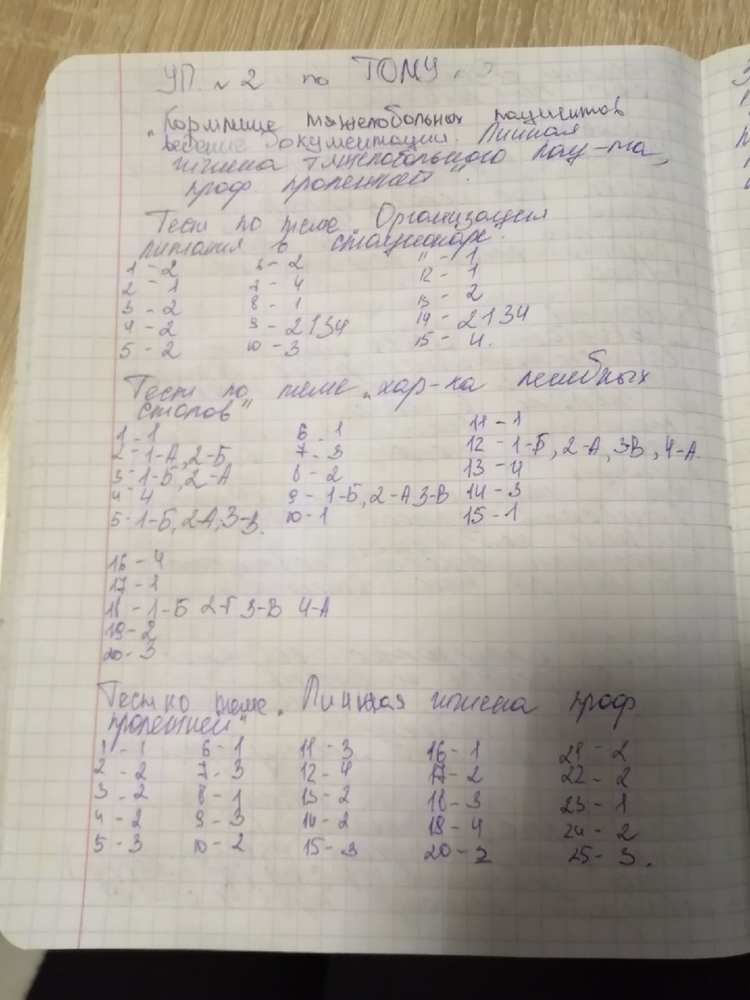 УП. №2 по ТОМУ.
"Кормление тяжелобольных пациентов
ведение документации. Личная
гигиена тяжелобольного пац-та,
проф. пролежней".
Тест по теме "Организация
питания в стационаре.
1 - 2 6 - 2 11 - 1
2 - 1 7 - 4 12 - 1
3 - 2 8 - 1 13 - 2
4 - 2 9 - 2134 14 - 2134
5 - 2 10 - 3 15 - 4.
Тест по теме "хар-ка лечебных
столов"
1 - 1 6 - 1 11 - 1
2 - 1-А, 2-Б 7 - 3 12 - 1-Б, 2-А, 3В, 4-А.
3 - 1-Б, 2-А 8 - 2 13 - 4
4 - 4 9 - 1-Б, 2-А 3-В 14 - 3
5 - 1-Б, 2-А, 3-В. 10 - 1 15 - 1
16 - 4
17 - 1
18 - 1-Б 2-Г 3-В 4-А
19 - 2
20 - 3.
Тест по теме "Личная гигиена проф.
пролежней"
1 - 1 6 - 1 11 - 3 16 - 1 21 - 2
2 - 2 7 - 3 12 - 4 17 - 2 22 - 2
3 - 2 8 - 1 13 - 2 18 - 3 23 - 1
4 - 2 9 - 3 14 - 2 19 - 4 24 - 2
5 - 3 10 - 2 15 - 3 20 - 2 25 - 3.